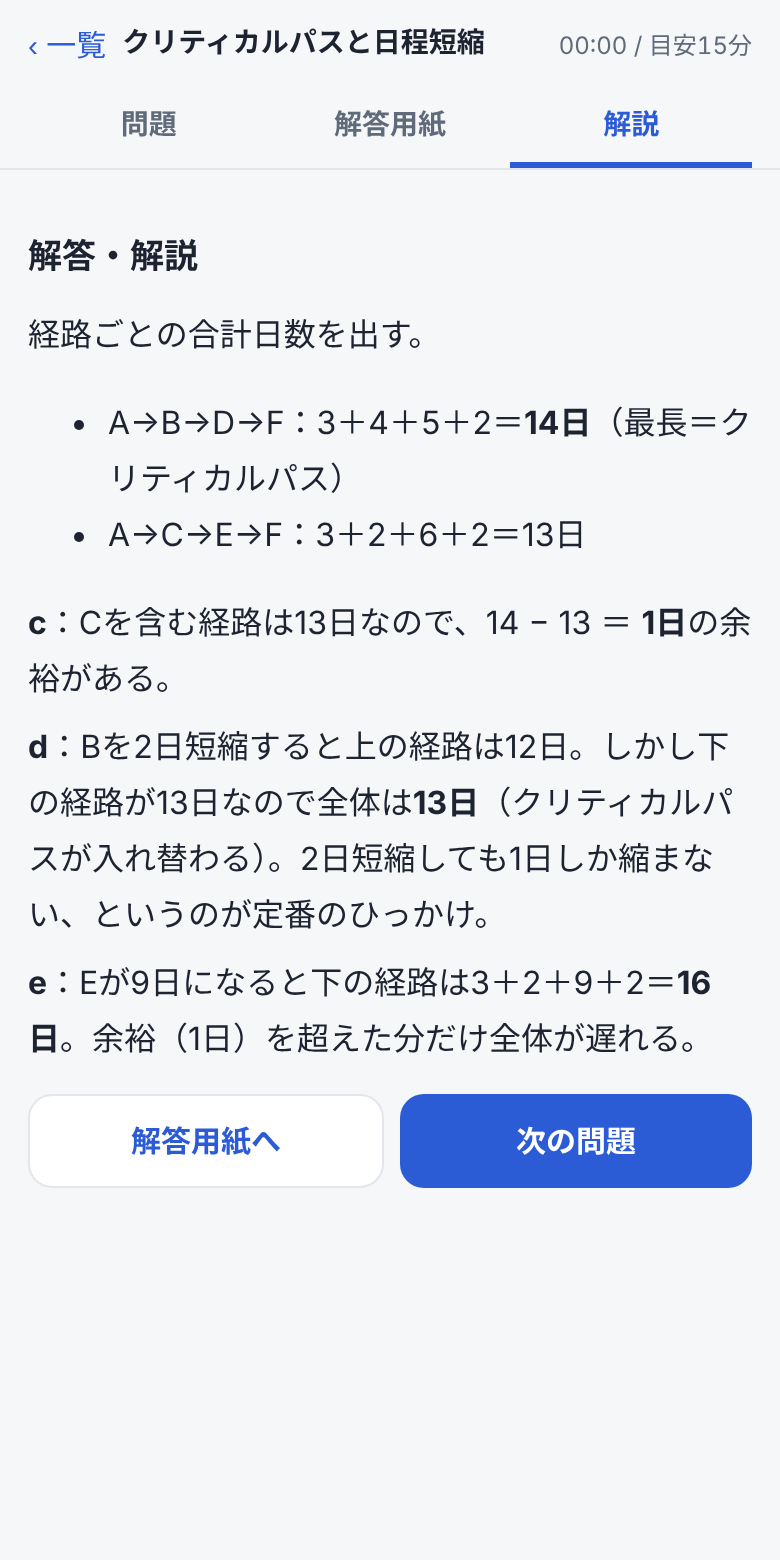 ‹ 一覧 クリティカルパスと日程短縮 00:00 / 目安15分
問題 解答用紙 解説
解答・解説
経路ごとの合計日数を出す。
• A→B→D→F：3＋4＋5＋2＝14日（最長＝ク
リティカルパス）
• A→C→E→F：3＋2＋6＋2＝13日
c：Cを含む経路は13日なので、14 − 13 ＝ 1日の余
裕がある。
d：Bを2日短縮すると上の経路は12日。しかし下
の経路が13日なので全体は13日（クリティカルパ
スが入れ替わる）。2日短縮しても1日しか縮まな
い、というのが定番のひっかけ。
e：Eが9日になると下の経路は3＋2＋9＋2＝16
日。余裕（1日）を超えた分だけ全体が遅れる。
解答用紙へ 次の問題